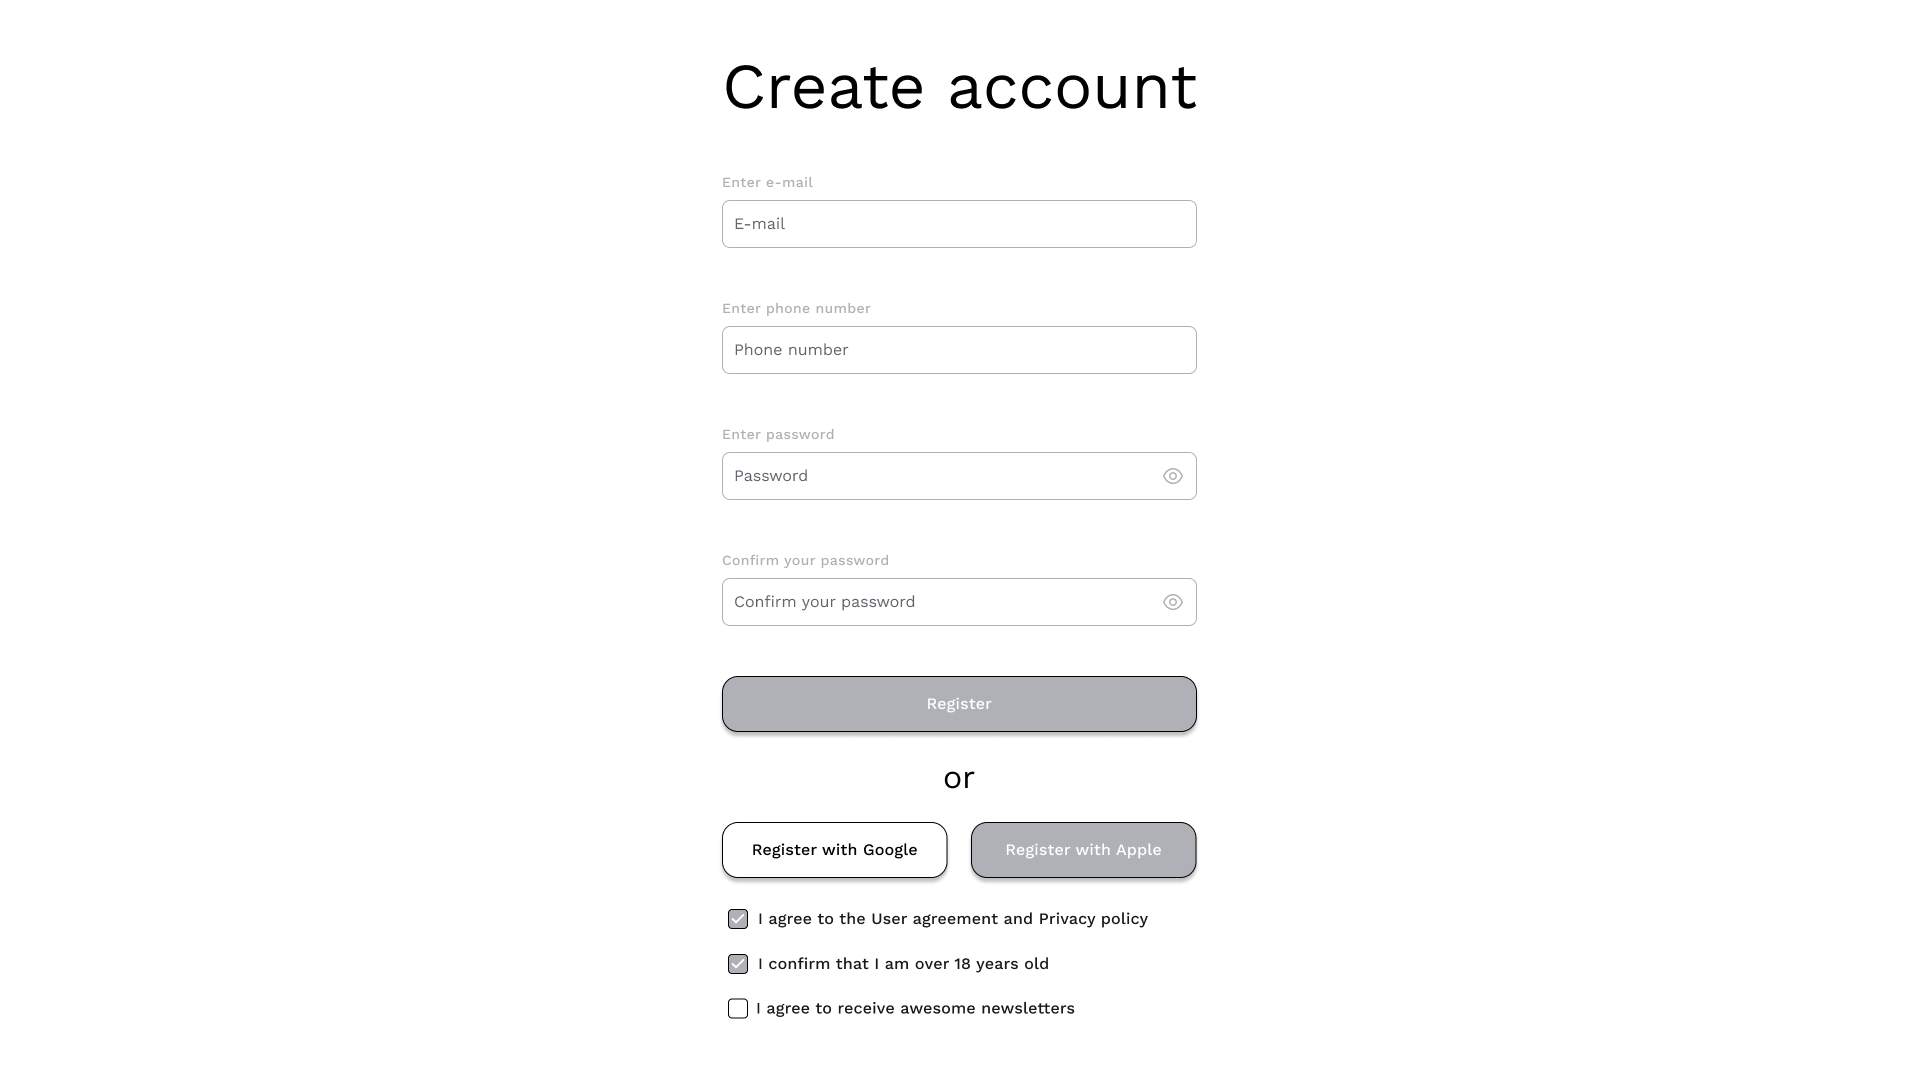 Create account
Enter e-mail
E-mail
Enter phone number
Phone number
Enter password
Password
Confirm your password
Confirm your password
Register
or
Register with Google
Register with Apple
I agree to the User agreement and Privacy policy
I confirm that I am over 18 years old
I agree to receive awesome newsletters